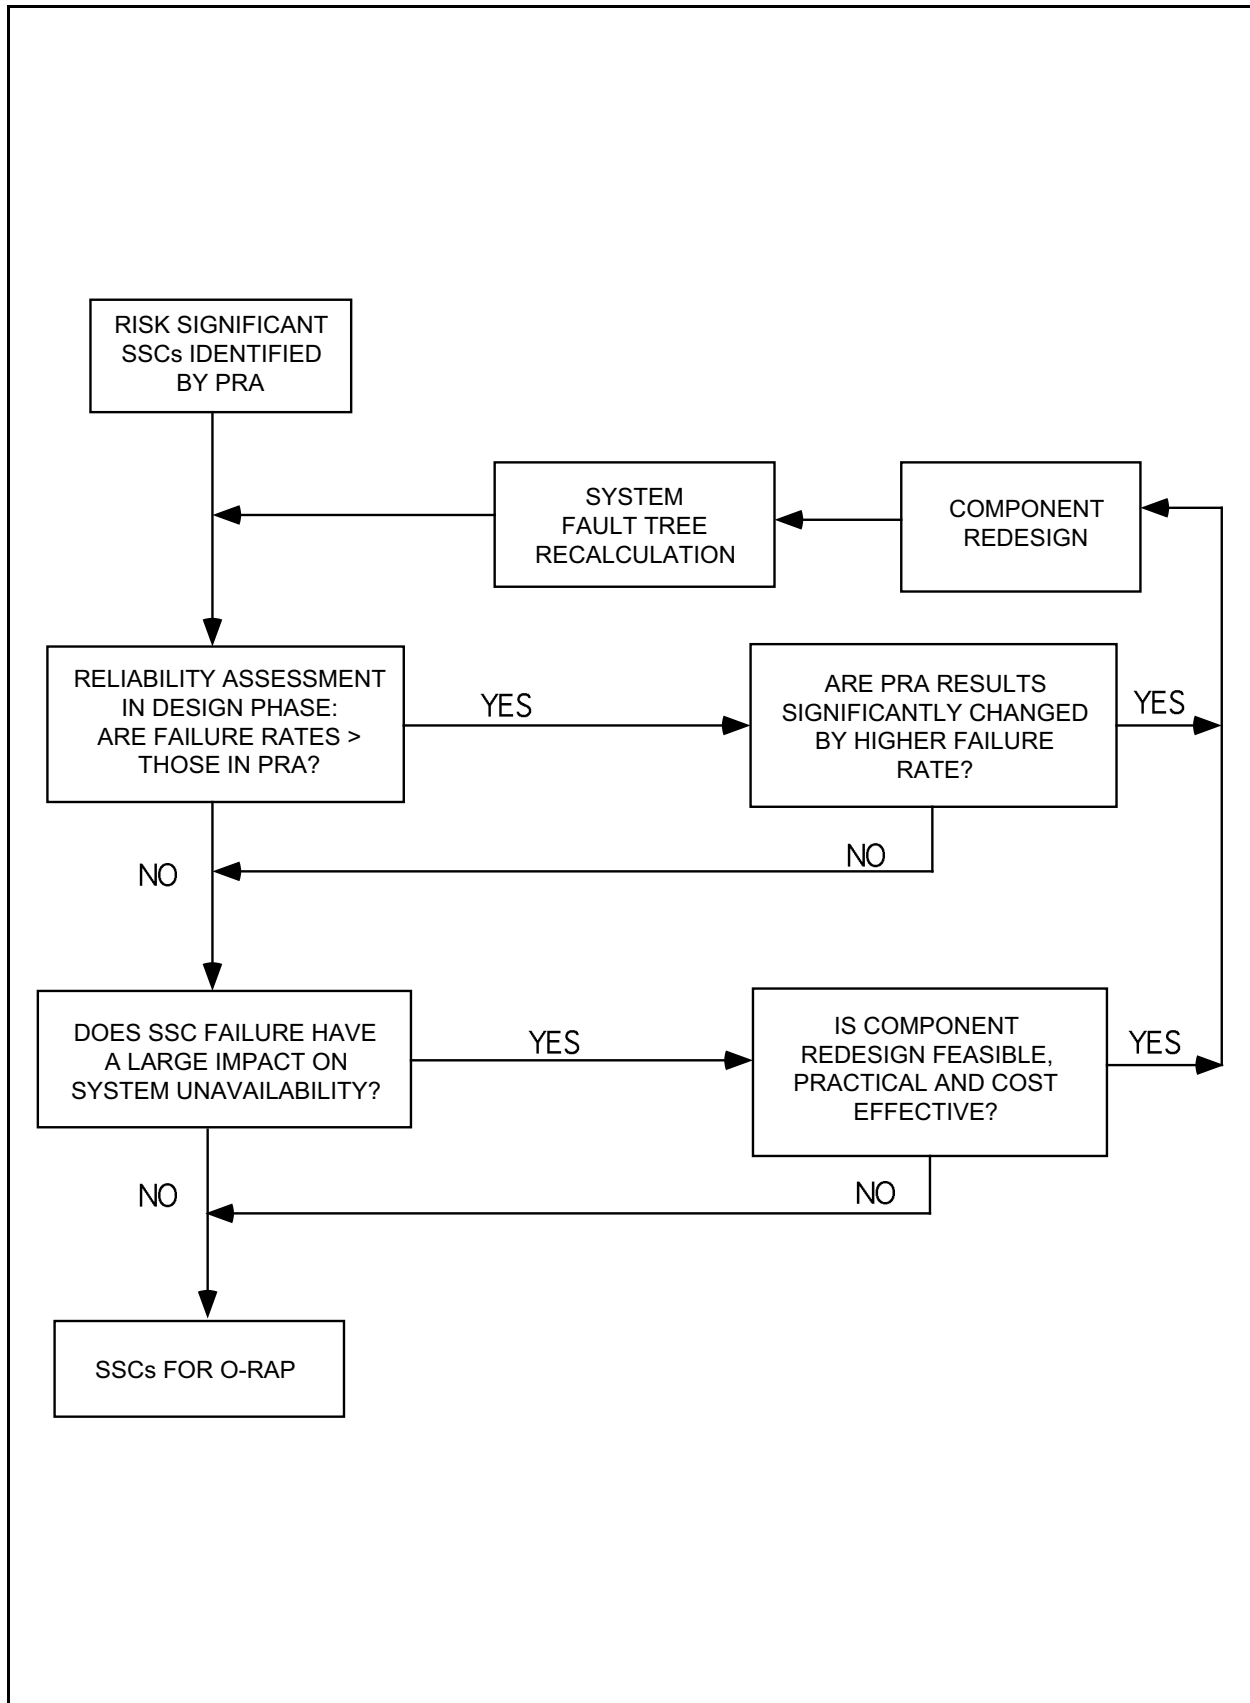 RISK SIGNIFICANT
SSCs IDENTIFIED
BY PRA
SYSTEM
FAULT TREE
RECALCULATION
COMPONENT
REDESIGN
RELIABILITY ASSESSMENT
IN DESIGN PHASE:
ARE FAILURE RATES >
THOSE IN PRA?
YES
ARE PRA RESULTS
SIGNIFICANTLY CHANGED
BY HIGHER FAILURE
RATE?
YES
NO
NO
DOES SSC FAILURE HAVE
A LARGE IMPACT ON
SYSTEM UNAVAILABILITY?
YES
IS COMPONENT
REDESIGN FEASIBLE,
PRACTICAL AND COST
EFFECTIVE?
YES
NO
NO
SSCs FOR O-RAP